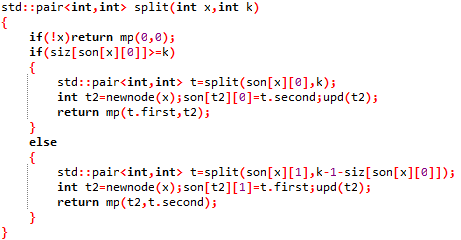 std::pair<int,int> split(int x,int k)
{
if(!x)return mp(0,0);
if(siz[son[x][0]]>=k)
{
std::pair<int,int> t=split(son[x][0],k);
int t2=newnode(x);son[t2][0]=t.second;upd(t2);
return mp(t.first,t2);
}
else
{
std::pair<int,int> t=split(son[x][1],k-1-siz[son[x][0]]);
int t2=newnode(x);son[t2][1]=t.first;upd(t2);
return mp(t2,t.second);
}
}